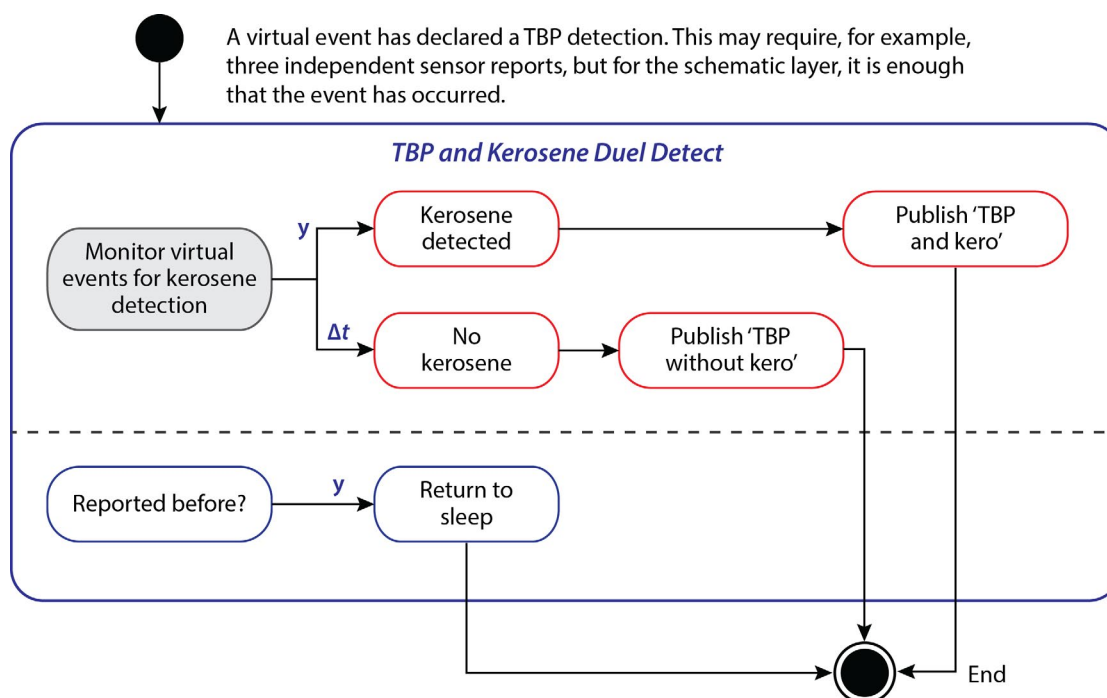 A virtual event has declared a TBP detection. This may require, for example,
three independent sensor reports, but for the schematic layer, it is enough
that the event has occurred.
TBP and Kerosene Duel Detect
Monitor virtual
events for kerosene
detection
y
Kerosene
detected
Publish ‘TBP
and kero’
Δt
No
kerosene
Publish ‘TBP
without kero’
Reported before?
y
Return to
sleep
End